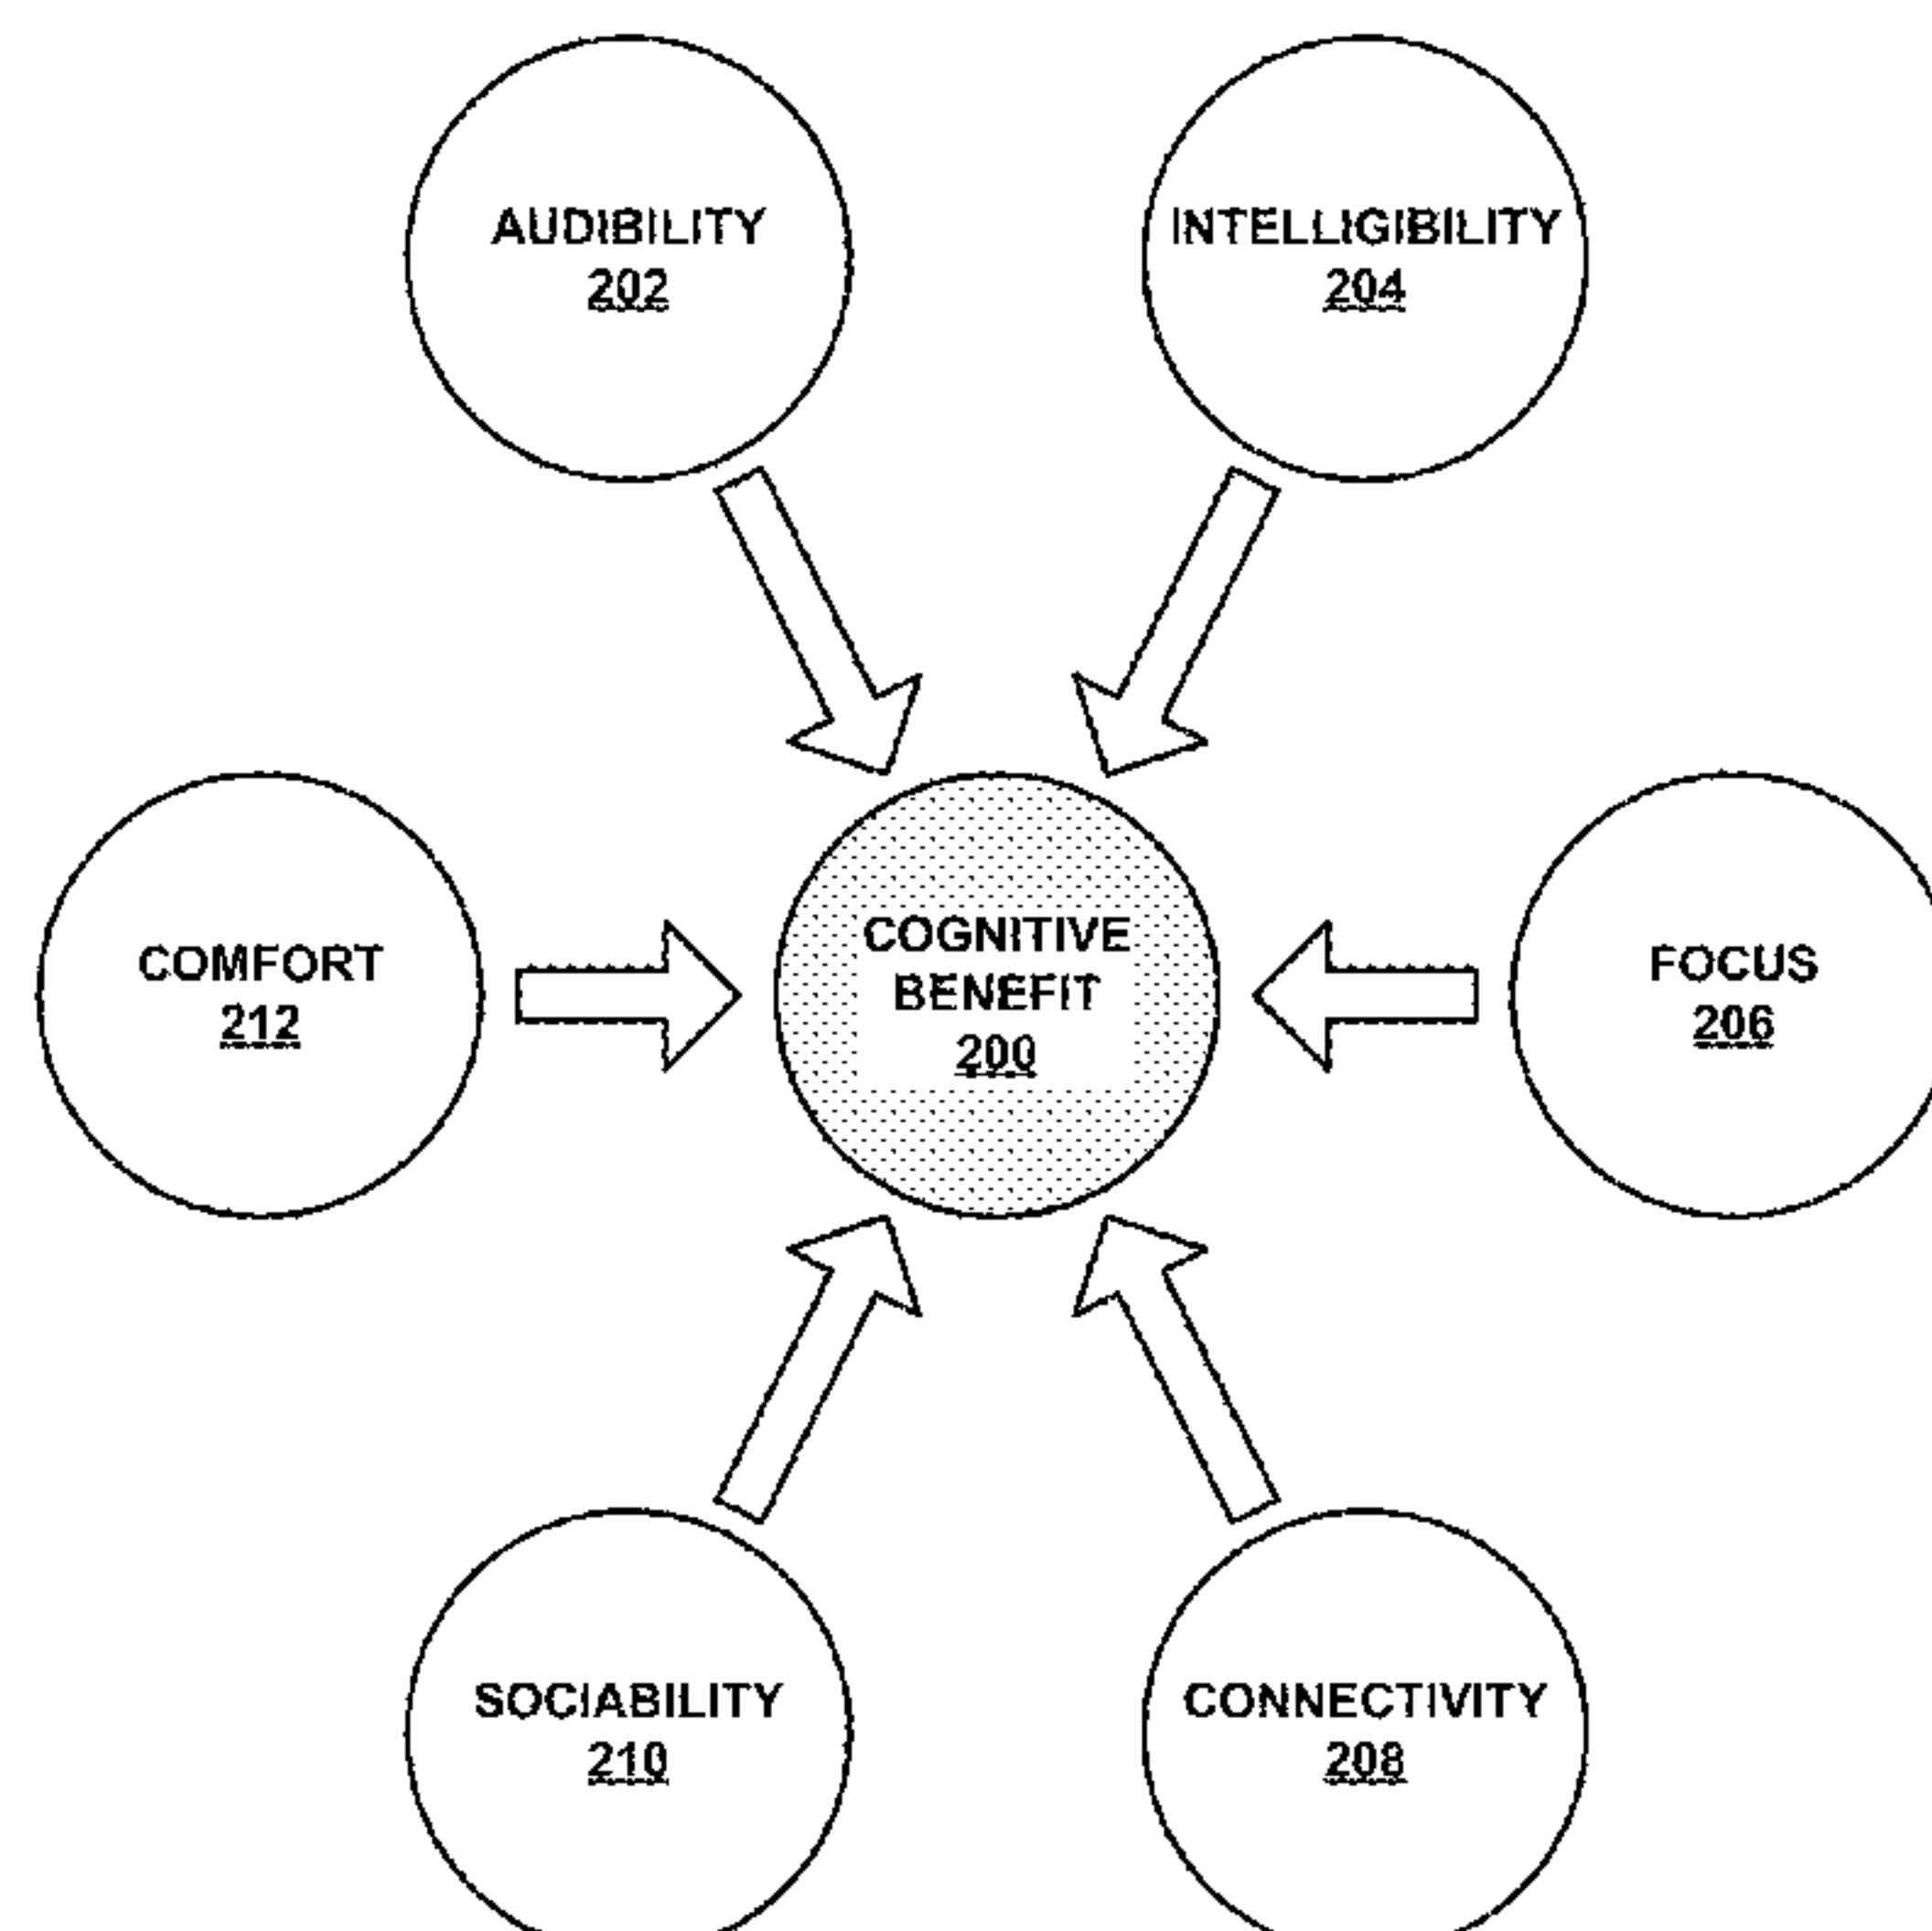 AUDIBILITY
202
INTELLIGIBILITY
204
COMFORT
212
COGNITIVE
BENEFIT
200
FOCUS
206
SOCIABILITY
210
CONNECTIVITY
208